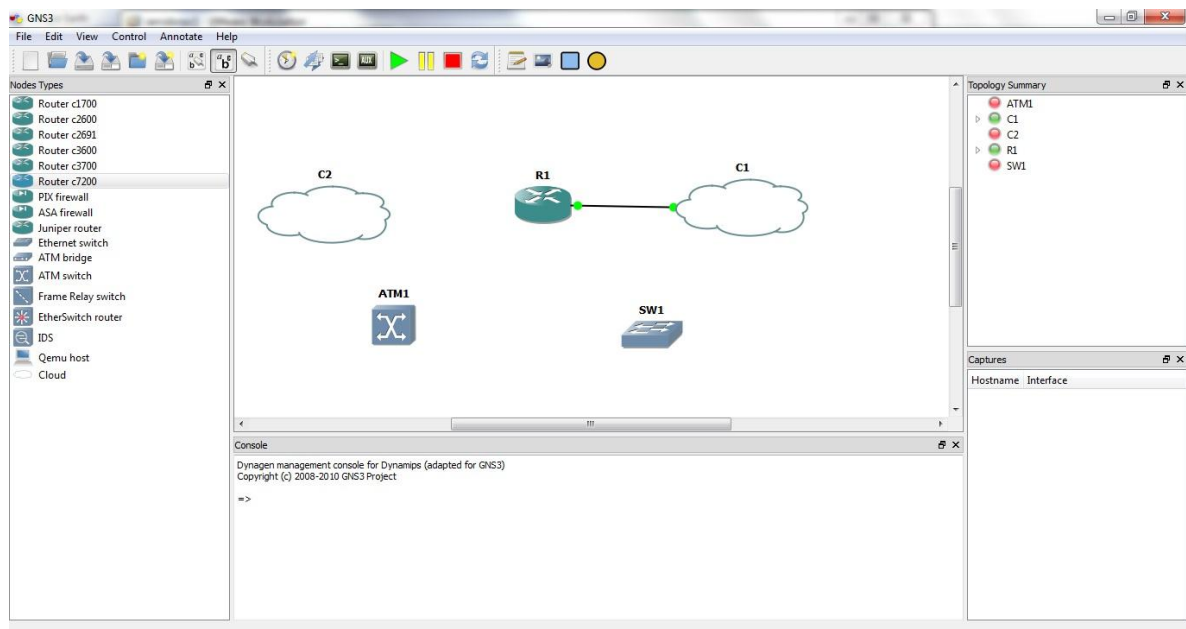 GNS3
File Edit View Control Annotate Help
Nodes Types
Router c1700
Router c2600
Router c2691
Router c3600
Router c3700
Router c7200
PIX firewall
ASA firewall
Juniper router
Ethernet switch
ATM bridge
ATM switch
Frame Relay switch
EtherSwitch router
IDS
Qemu host
Cloud
C2
R1
C1
ATM1
SW1
Console
Dynagen management console for Dynamips (adapted for GNS3)
Copyright (c) 2008-2010 GNS3 Project
=>
Topology Summary
ATM1
C1
C2
R1
SW1
Captures
Hostname Interface